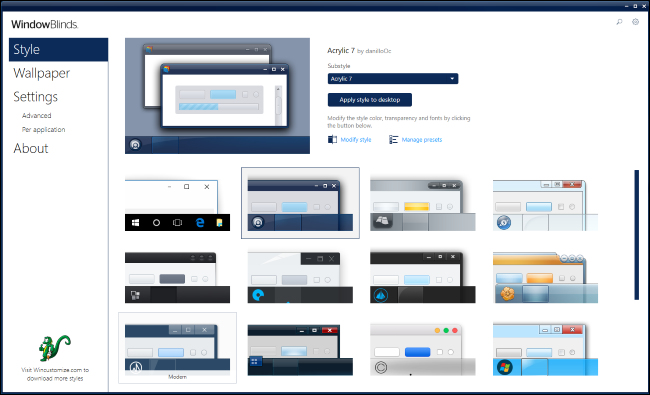 WindowBlinds.
Style
Wallpaper
Settings
Advanced
Per application
About
Acrylic 7 by danilloOc
Substyle
Acrylic 7
Apply style to desktop
Modify the style color, transparency and fonts by clicking
the button below.
Modify style
Manage presets
Modern
Visit Wincustomize.com to
download more styles